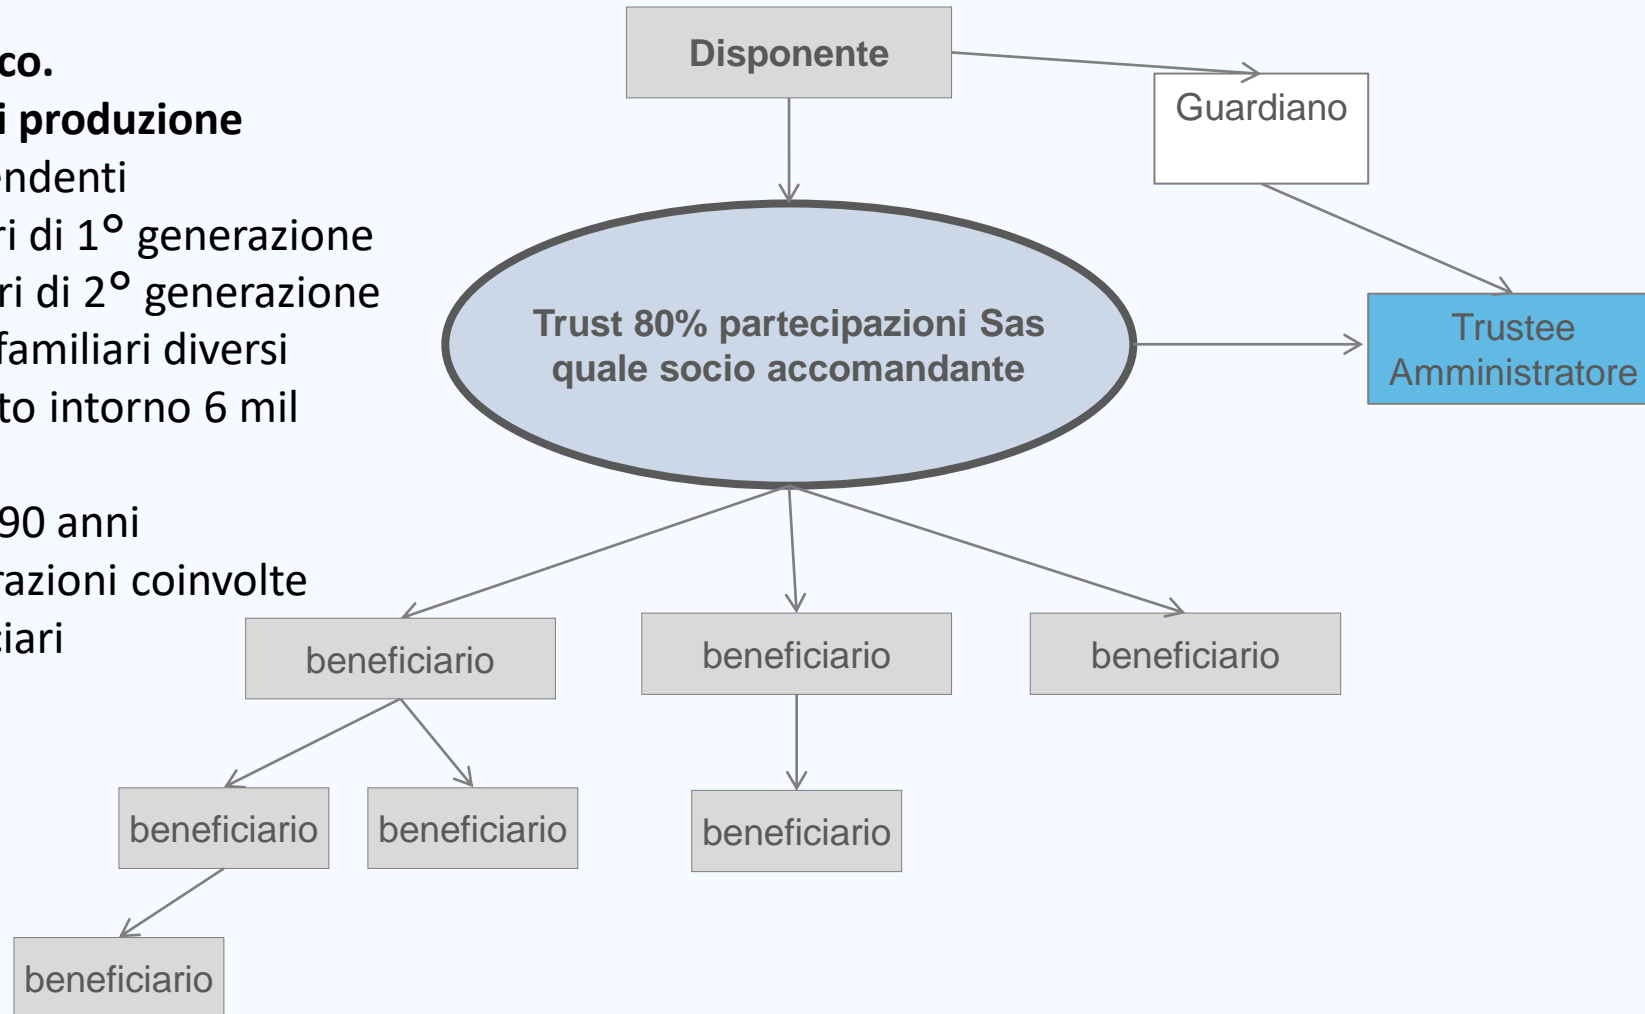 co.
i produzione
endenti
ri di 1° generazione
ri di 2° generazione
familiari diversi
to intorno 6 mil
90 anni
razioni coinvolte
ciari
Disponente
Guardiano
Trust 80% partecipazioni Sas
quale socio accomandante
Trustee
Amministratore
beneficiario
beneficiario
beneficiario
beneficiario
beneficiario
beneficiario
beneficiario